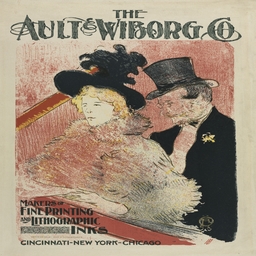 THE
AULT & WIBORG CO
MAKERS OF
FINE PRINTING
AND LITHOGRAPHIC
INKS
CINCINNATI-NEW YORK-CHICAGO